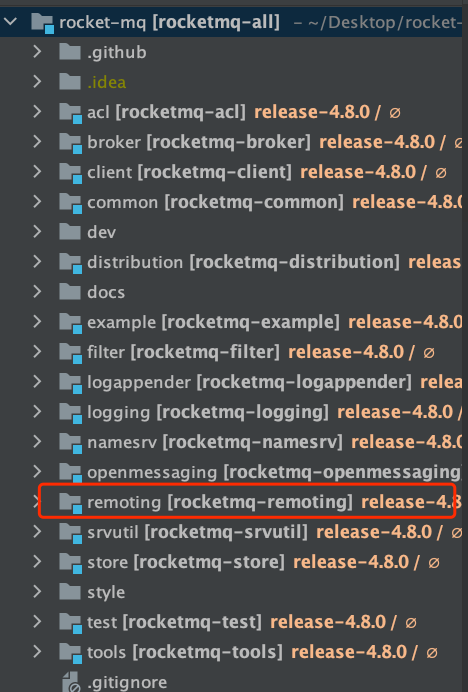 rocket-mq [rocketmq-all] – ~/Desktop/rocket-
.github
.idea
acl [rocketmq-acl] release-4.8.0 / ∅
broker [rocketmq-broker] release-4.8.0 / ∅
client [rocketmq-client] release-4.8.0 / ∅
common [rocketmq-common] release-4.8.0
dev
distribution [rocketmq-distribution] releas
docs
example [rocketmq-example] release-4.8.0
filter [rocketmq-filter] release-4.8.0 / ∅
logappender [rocketmq-logappender] relea
logging [rocketmq-logging] release-4.8.0 /
namesrv [rocketmq-namesrv] release-4.8.0
openmessaging [rocketmq-openmessaging]
remoting [rocketmq-remoting] release-4.8
srvutil [rocketmq-srvutil] release-4.8.0 / ∅
store [rocketmq-store] release-4.8.0 / ∅
style
test [rocketmq-test] release-4.8.0 / ∅
tools [rocketmq-tools] release-4.8.0 / ∅
.gitignore